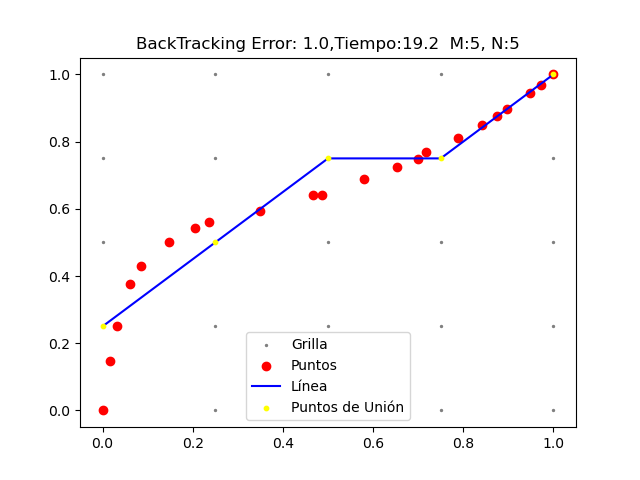 BackTracking Error: 1.0,Tiempo:19.2  M:5, N:5
1.0
0.8
0.6
0.4
0.2
0.0
Grilla
Puntos
Línea
Puntos de Unión
0.0 0.2 0.4 0.6 0.8 1.0